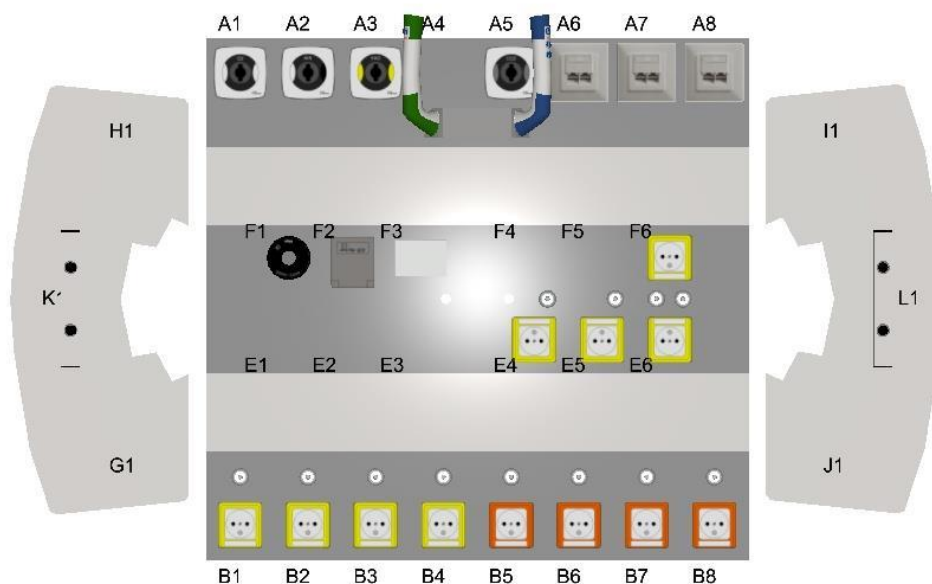 A1 A2 A3 A4 A5 A6 A7 A8
H1 I1
F1 F2 F3 F4 F5 F6
K1 L1
E1 E2 E3 E4 E5 E6
G1 J1
B1 B2 B3 B4 B5 B6 B7 B8